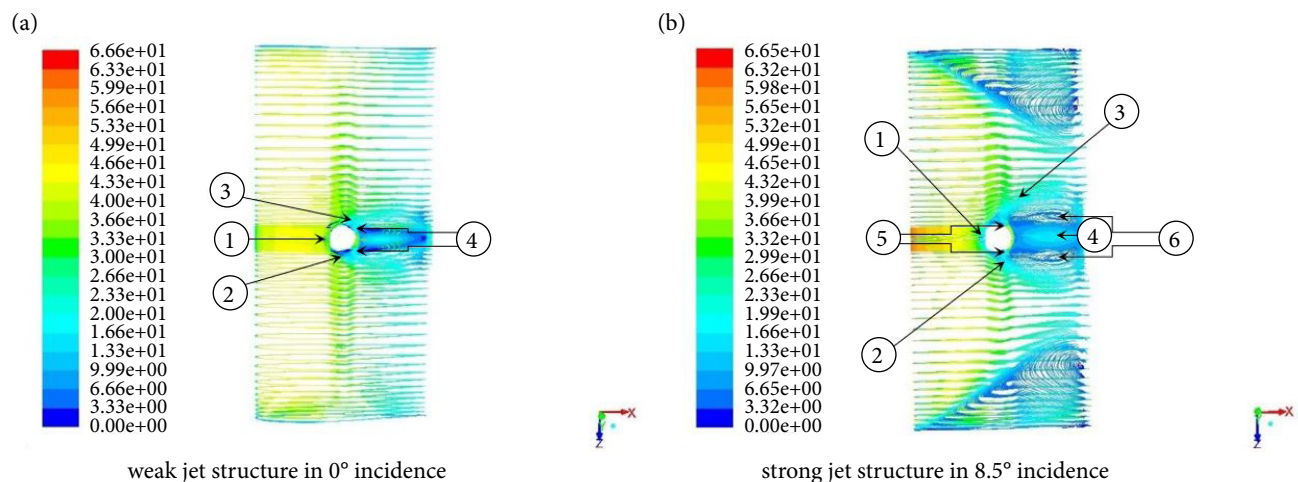 (a)
6.66e+01
6.33e+01
5.99e+01
5.66e+01
5.33e+01
4.99e+01
4.66e+01
4.33e+01
3.99e+01
3.66e+01
3.33e+01
3.00e+01
2.66e+01
2.33e+01
2.00e+01
1.66e+01
1.33e+01
9.99e+00
6.66e+00
3.33e+00
0.00e+00
3
1
2
4
X
Z
weak jet structure in 0° incidence
(b)
6.65e+01
6.32e+01
5.98e+01
5.65e+01
5.32e+01
4.99e+01
4.65e+01
4.32e+01
3.99e+01
3.66e+01
3.32e+01
2.99e+01
2.66e+01
2.33e+01
1.99e+01
1.66e+01
1.33e+01
9.97e+00
6.65e+00
3.32e+00
0.00e+00
1
3
5
4
6
2
X
Z
strong jet structure in 8.5° incidence